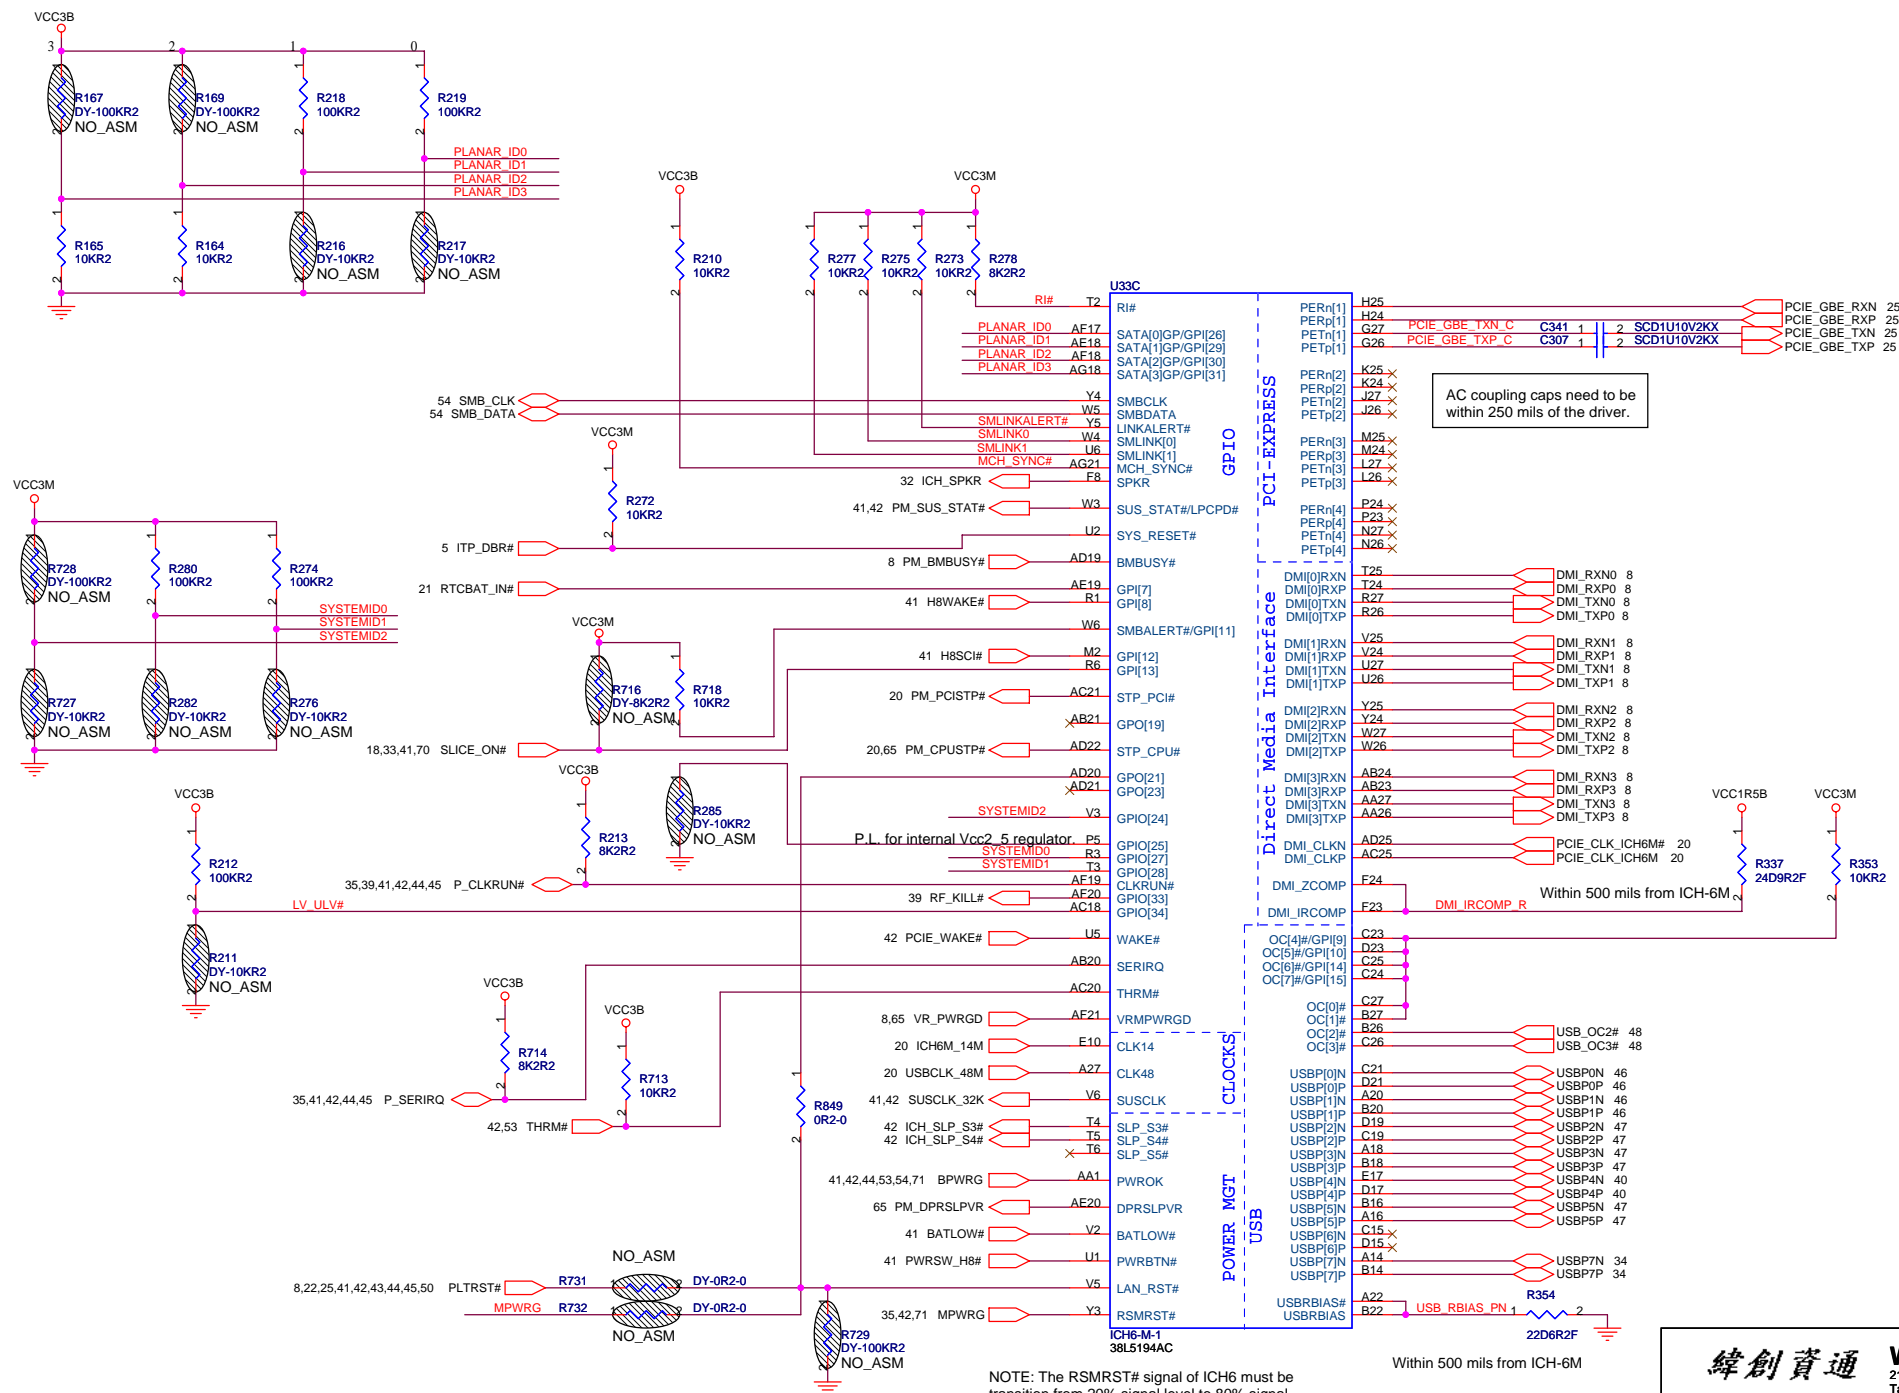 VCC3B
3 2 1 0
R167 DY-100KR2 NO_ASM
R169 DY-100KR2 NO_ASM
R218 100KR2
R219 100KR2
PLANAR_ID0
PLANAR_ID1
PLANAR_ID2
PLANAR_ID3
R165 10KR2
R164 10KR2
R216 DY-10KR2 NO_ASM
R217 DY-10KR2 NO_ASM
VCC3B
R210 10KR2
VCC3M
R277 10KR2
R275 10KR2
R273 10KR2
R278 8K2R2
U33C
RI# T2 RI#
PLANAR_ID0 AF17 SATA[0]GP/GPI[26]
PLANAR_ID1 AE18 SATA[1]GP/GPI[29]
PLANAR_ID2 AF18 SATA[2]GP/GPI[30]
PLANAR_ID3 AG18 SATA[3]GP/GPI[31]
54 SMB_CLK Y4 SMBCLK
54 SMB_DATA W5 SMBDATA
SMLINKALERT# Y5 LINKALERT#
SMLINK0 W4 SMLINK[0]
SMLINK1 U6 SMLINK[1]
MCH_SYNC# AG21 MCH_SYNC#
32 ICH_SPKR F8 SPKR
41,42 PM_SUS_STAT# W3 SUS_STAT#/LPCPD#
VCC3M
R272 10KR2
5 ITP_DBR# U2 SYS_RESET#
8 PM_BMBUSY# AD19 BMBUSY#
21 RTCBAT_IN# AE19 GPI[7]
41 H8WAKE# R1 GPI[8]
W6 SMBALERT#/GPI[11]
41 H8SCI# M2 GPI[12]
R6 GPI[13]
20 PM_PCISTP# AC21 STP_PCI#
AB21 GPO[19]
20,65 PM_CPUSTP# AD22 STP_CPU#
AD20 GPO[21]
AD21 GPO[23]
SYSTEMID2 V3 GPIO[24]
P.L. for internal Vcc2_5 regulator. P5 GPIO[25]
SYSTEMID0 R3 GPIO[27]
SYSTEMID1 T3 GPIO[28]
35,39,41,42,44,45 P_CLKRUN# AF19 CLKRUN#
39 RF_KILL# AF20 GPIO[33]
LV_ULV# AC18 GPIO[34]
42 PCIE_WAKE# U5 WAKE#
AB20 SERIRQ
AC20 THRM#
8,65 VR_PWRGD AF21 VRMPWRGD
20 ICH6M_14M E10 CLK14
20 USBCLK_48M A27 CLK48
41,42 SUSCLK_32K V6 SUSCLK
42 ICH_SLP_S3# T4 SLP_S3#
42 ICH_SLP_S4# T5 SLP_S4#
T6 SLP_S5#
41,42,44,53,54,71 BPWRG AA1 PWROK
65 PM_DPRSLPVR AE20 DPRSLPVR
41 BATLOW# V2 BATLOW#
41 PWRSW_H8# U1 PWRBTN#
V5 LAN_RST#
35,42,71 MPWRG Y3 RSMRST#
ICH6-M-1
38L5194AC
VCC3M
R728 DY-100KR2 NO_ASM
R280 100KR2
R274 100KR2
SYSTEMID0
SYSTEMID1
SYSTEMID2
R727 DY-10KR2 NO_ASM
R282 DY-10KR2 NO_ASM
R276 DY-10KR2 NO_ASM
VCC3M
R716 DY-8K2R2 NO_ASM
R718 10KR2
18,33,41,70 SLICE_ON#
VCC3B
R213 8K2R2
R285 DY-10KR2 NO_ASM
VCC3B
R212 100KR2
R211 DY-10KR2 NO_ASM
VCC3B
R714 8K2R2
35,41,42,44,45 P_SERIRQ
VCC3B
R713 10KR2
42,53 THRM#
R849 0R2-0
NO_ASM
8,22,25,41,42,43,44,45,50 PLTRST# R731 DY-0R2-0
MPWRG R732 DY-0R2-0
NO_ASM
R729 DY-100KR2 NO_ASM
GPIO
PCI-EXPRESS
Direct Media Interface
CLOCKS
POWER MGT
USB
PERn[1] H25 PCIE_GBE_RXN 25
PERp[1] H24 PCIE_GBE_RXP 25
PETn[1] G27 PCIE_GBE_TXN_C C341 1 2 SCD1U10V2KX PCIE_GBE_TXN 25
PETp[1] G26 PCIE_GBE_TXP_C C307 1 2 SCD1U10V2KX PCIE_GBE_TXP 25
AC coupling caps need to be
within 250 mils of the driver.
PERn[2] K25
PERp[2] K24
PETn[2] J27
PETp[2] J26
PERn[3] M25
PERp[3] M24
PETn[3] L27
PETp[3] L26
PERn[4] P24
PERp[4] P23
PETn[4] N27
PETp[4] N26
DMI[0]RXN T25 DMI_RXN0 8
DMI[0]RXP T24 DMI_RXP0 8
DMI[0]TXN R27 DMI_TXN0 8
DMI[0]TXP R26 DMI_TXP0 8
DMI[1]RXN V25 DMI_RXN1 8
DMI[1]RXP V24 DMI_RXP1 8
DMI[1]TXN U27 DMI_TXN1 8
DMI[1]TXP U26 DMI_TXP1 8
DMI[2]RXN Y25 DMI_RXN2 8
DMI[2]RXP Y24 DMI_RXP2 8
DMI[2]TXN W27 DMI_TXN2 8
DMI[2]TXP W26 DMI_TXP2 8
DMI[3]RXN AB24 DMI_RXN3 8
DMI[3]RXP AB23 DMI_RXP3 8
DMI[3]TXN AA27 DMI_TXN3 8
DMI[3]TXP AA26 DMI_TXP3 8
DMI_CLKN AD25 PCIE_CLK_ICH6M# 20
DMI_CLKP AC25 PCIE_CLK_ICH6M 20
VCC1R5B
R337 24D9R2F
VCC3M
R353 10KR2
DMI_ZCOMP F24 Within 500 mils from ICH-6M
DMI_IRCOMP F23 DMI_IRCOMP_R
OC[4]#/GPI[9] C23
OC[5]#/GPI[10] D23
OC[6]#/GPI[14] C25
OC[7]#/GPI[15] C24
OC[0]# C27
OC[1]# B27
OC[2]# B26 USB_OC2# 48
OC[3]# C26 USB_OC3# 48
USBP[0]N C21 USBP0N 46
USBP[0]P D21 USBP0P 46
USBP[1]N A20 USBP1N 46
USBP[1]P B20 USBP1P 46
USBP[2]N D19 USBP2N 47
USBP[2]P C19 USBP2P 47
USBP[3]N A18 USBP3N 47
USBP[3]P B18 USBP3P 47
USBP[4]N E17 USBP4N 40
USBP[4]P D17 USBP4P 40
USBP[5]N B16 USBP5N 47
USBP[5]P A16 USBP5P 47
USBP[6]N C15
USBP[6]P D15
USBP[7]N A14 USBP7N 34
USBP[7]P B14 USBP7P 34
USBRBIAS# A22
USBRBIAS B22 USB_RBIAS_PN 1 R354 2
22D6R2F
Within 500 mils from ICH-6M
NOTE: The RSMRST# signal of ICH6 must be
transition from 20% signal level to 80% signal
緯創資通